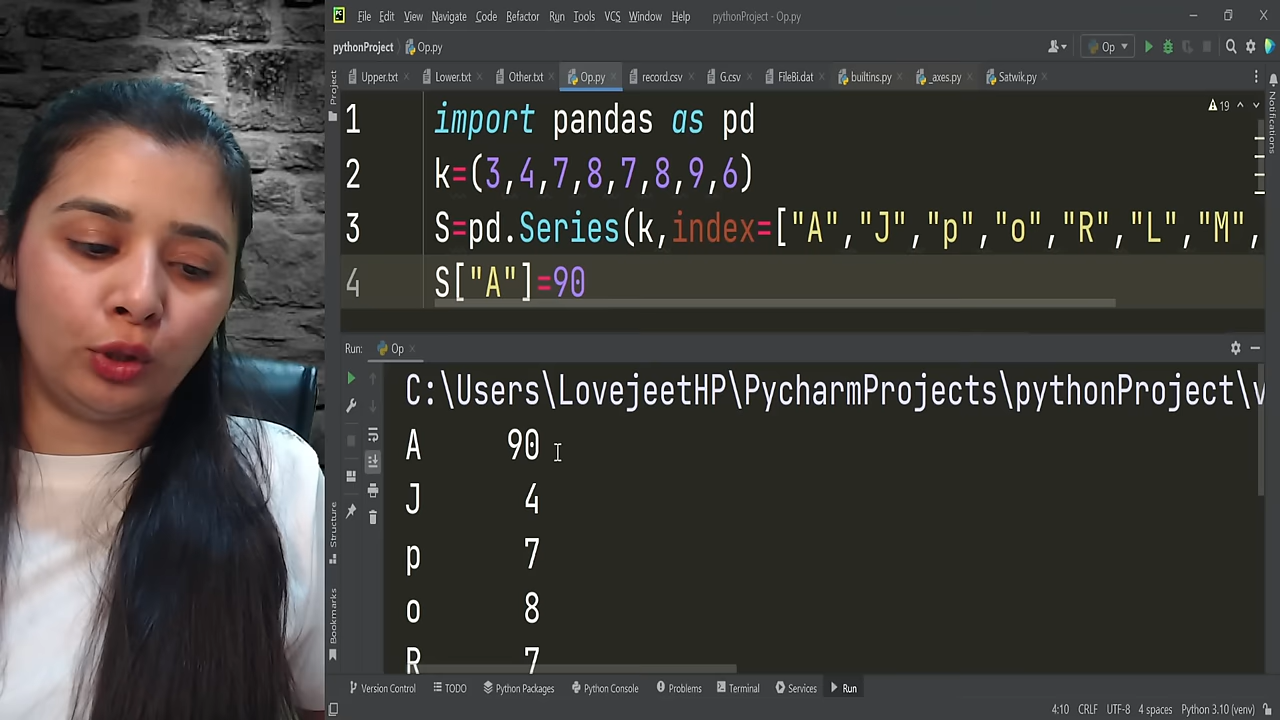 File Edit View Navigate Code Refactor Run Tools VCS Window Help pythonProject - Op.py
pythonProject Op.py Op
Project Upper.txt Lower.txt Other.txt Op.py record.csv G.csv FileBi.dat builtins.py _axes.py Satwik.py Notifications
1 import pandas as pd 19
2 k=(3,4,7,8,7,8,9,6)
3 S=pd.Series(k,index=["A","J","p","o","R","L","M",
4 S["A"]=90
Run: Op
C:\Users\LovejeetHP\PycharmProjects\pythonProject\v
A 90
J 4
p 7
o 8
R 7
Structure
Bookmarks
Version Control TODO Python Packages Python Console Problems Terminal Services Run
4:10 CRLF UTF-8 4 spaces Python 3.10 (venv)